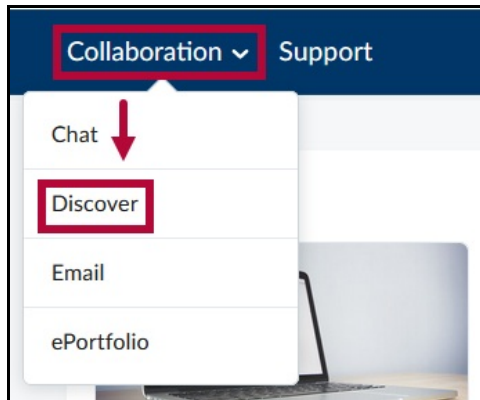 Collaboration Support
Chat
Discover
Email
ePortfolio